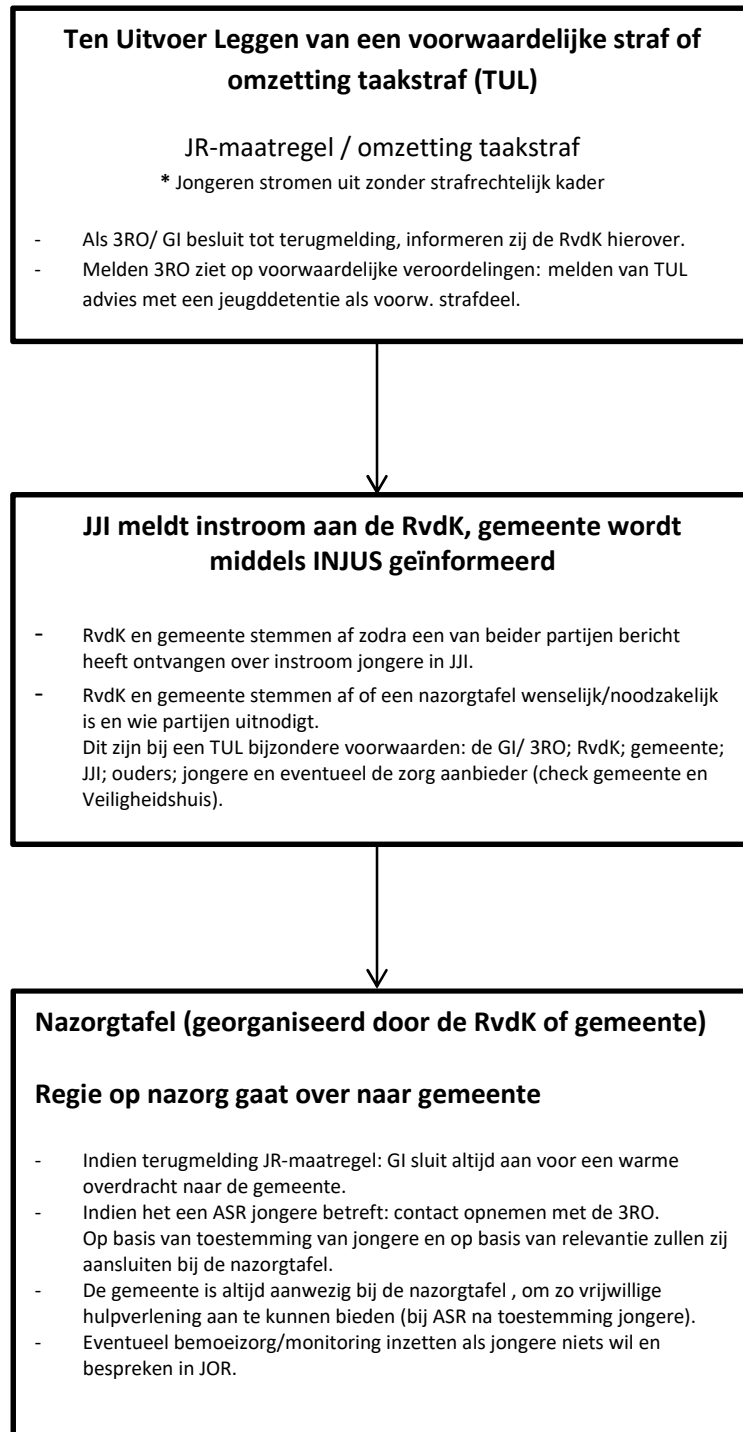 Ten Uitvoer Leggen van een voorwaardelijke straf of
omzetting taakstraf (TUL)
JR-maatregel / omzetting taakstraf
* Jongeren stromen uit zonder strafrechtelijk kader
- Als 3RO/ GI besluit tot terugmelding, informeren zij de RvdK hierover.
- Melden 3RO ziet op voorwaardelijke veroordelingen: melden van TUL
advies met een jeugddetentie als voorw. strafdeel.
JJI meldt instroom aan de RvdK, gemeente wordt
middels INJUS geïnformeerd
- RvdK en gemeente stemmen af zodra een van beider partijen bericht
heeft ontvangen over instroom jongere in JJI.
- RvdK en gemeente stemmen af of een nazorgtafel wenselijk/noodzakelijk
is en wie partijen uitnodigt.
Dit zijn bij een TUL bijzondere voorwaarden: de GI/ 3RO; RvdK; gemeente;
JJI; ouders; jongere en eventueel de zorg aanbieder (check gemeente en
Veiligheidshuis).
Nazorgtafel (georganiseerd door de RvdK of gemeente)
Regie op nazorg gaat over naar gemeente
- Indien terugmelding JR-maatregel: GI sluit altijd aan voor een warme
overdracht naar de gemeente.
- Indien het een ASR jongere betreft: contact opnemen met de 3RO.
Op basis van toestemming van jongere en op basis van relevantie zullen zij
aansluiten bij de nazorgtafel.
- De gemeente is altijd aanwezig bij de nazorgtafel , om zo vrijwillige
hulpverlening aan te kunnen bieden (bij ASR na toestemming jongere).
- Eventueel bemoeizorg/monitoring inzetten als jongere niets wil en
bespreken in JOR.